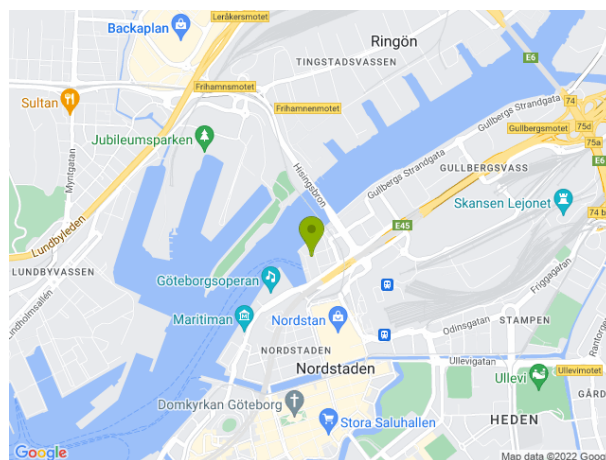 Leråkersmotet
Backaplan
Ringön
E6
TINGSTADSVASSEN
Frihamnsmotet
Sultan
Frihamnenmotet
74
Gullbergs Strandgata
Gullbergsmotet
75d
75a
E6
Jubileumsparken
Myntgatan
Hisingsbron
Gullbergs Strandgata
GULLBERGSVASS
Skansen Lejonet
74 b
E45
Lundbyleden
LUNDBYVASSEN
Göteborgsoperan
Friggagatan
Lindholmsallén
Maritiman
Nordstan
Odinsgatan
STAMPEN
NORDSTADEN
Ullevigatan
Nordstaden
Ullevi
Ullevimotet
GÅRD
Domkyrkan Göteborg
Stora Saluhallen
HEDEN
Google
Map data ©2022 Goog